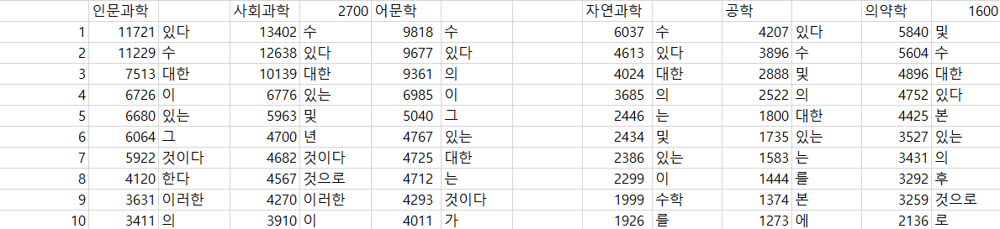 인문과학 사회과학 2700 어문학 자연과학 공학 의약학 1600
1 11721 있다 13402 수 9818 수 6037 수 4207 있다 5840 및
2 11229 수 12638 있다 9677 있다 4613 있다 3896 수 5604 수
3 7513 대한 10139 대한 9361 의 4024 대한 2888 및 4896 대한
4 6726 이 6776 있는 6985 이 3685 의 2522 의 4752 있다
5 6680 있는 5963 및 5040 그 2446 는 1800 대한 4425 본
6 6064 그 4700 년 4767 있는 2434 및 1735 있는 3527 있는
7 5922 것이다 4682 것이다 4725 대한 2386 있는 1583 는 3431 의
8 4120 한다 4567 것으로 4712 는 2299 이 1444 를 3292 후
9 3631 이러한 4270 이러한 4293 것이다 1999 수학 1374 본 3259 것으로
10 3411 의 3910 이 4011 가 1926 를 1273 에 2136 로